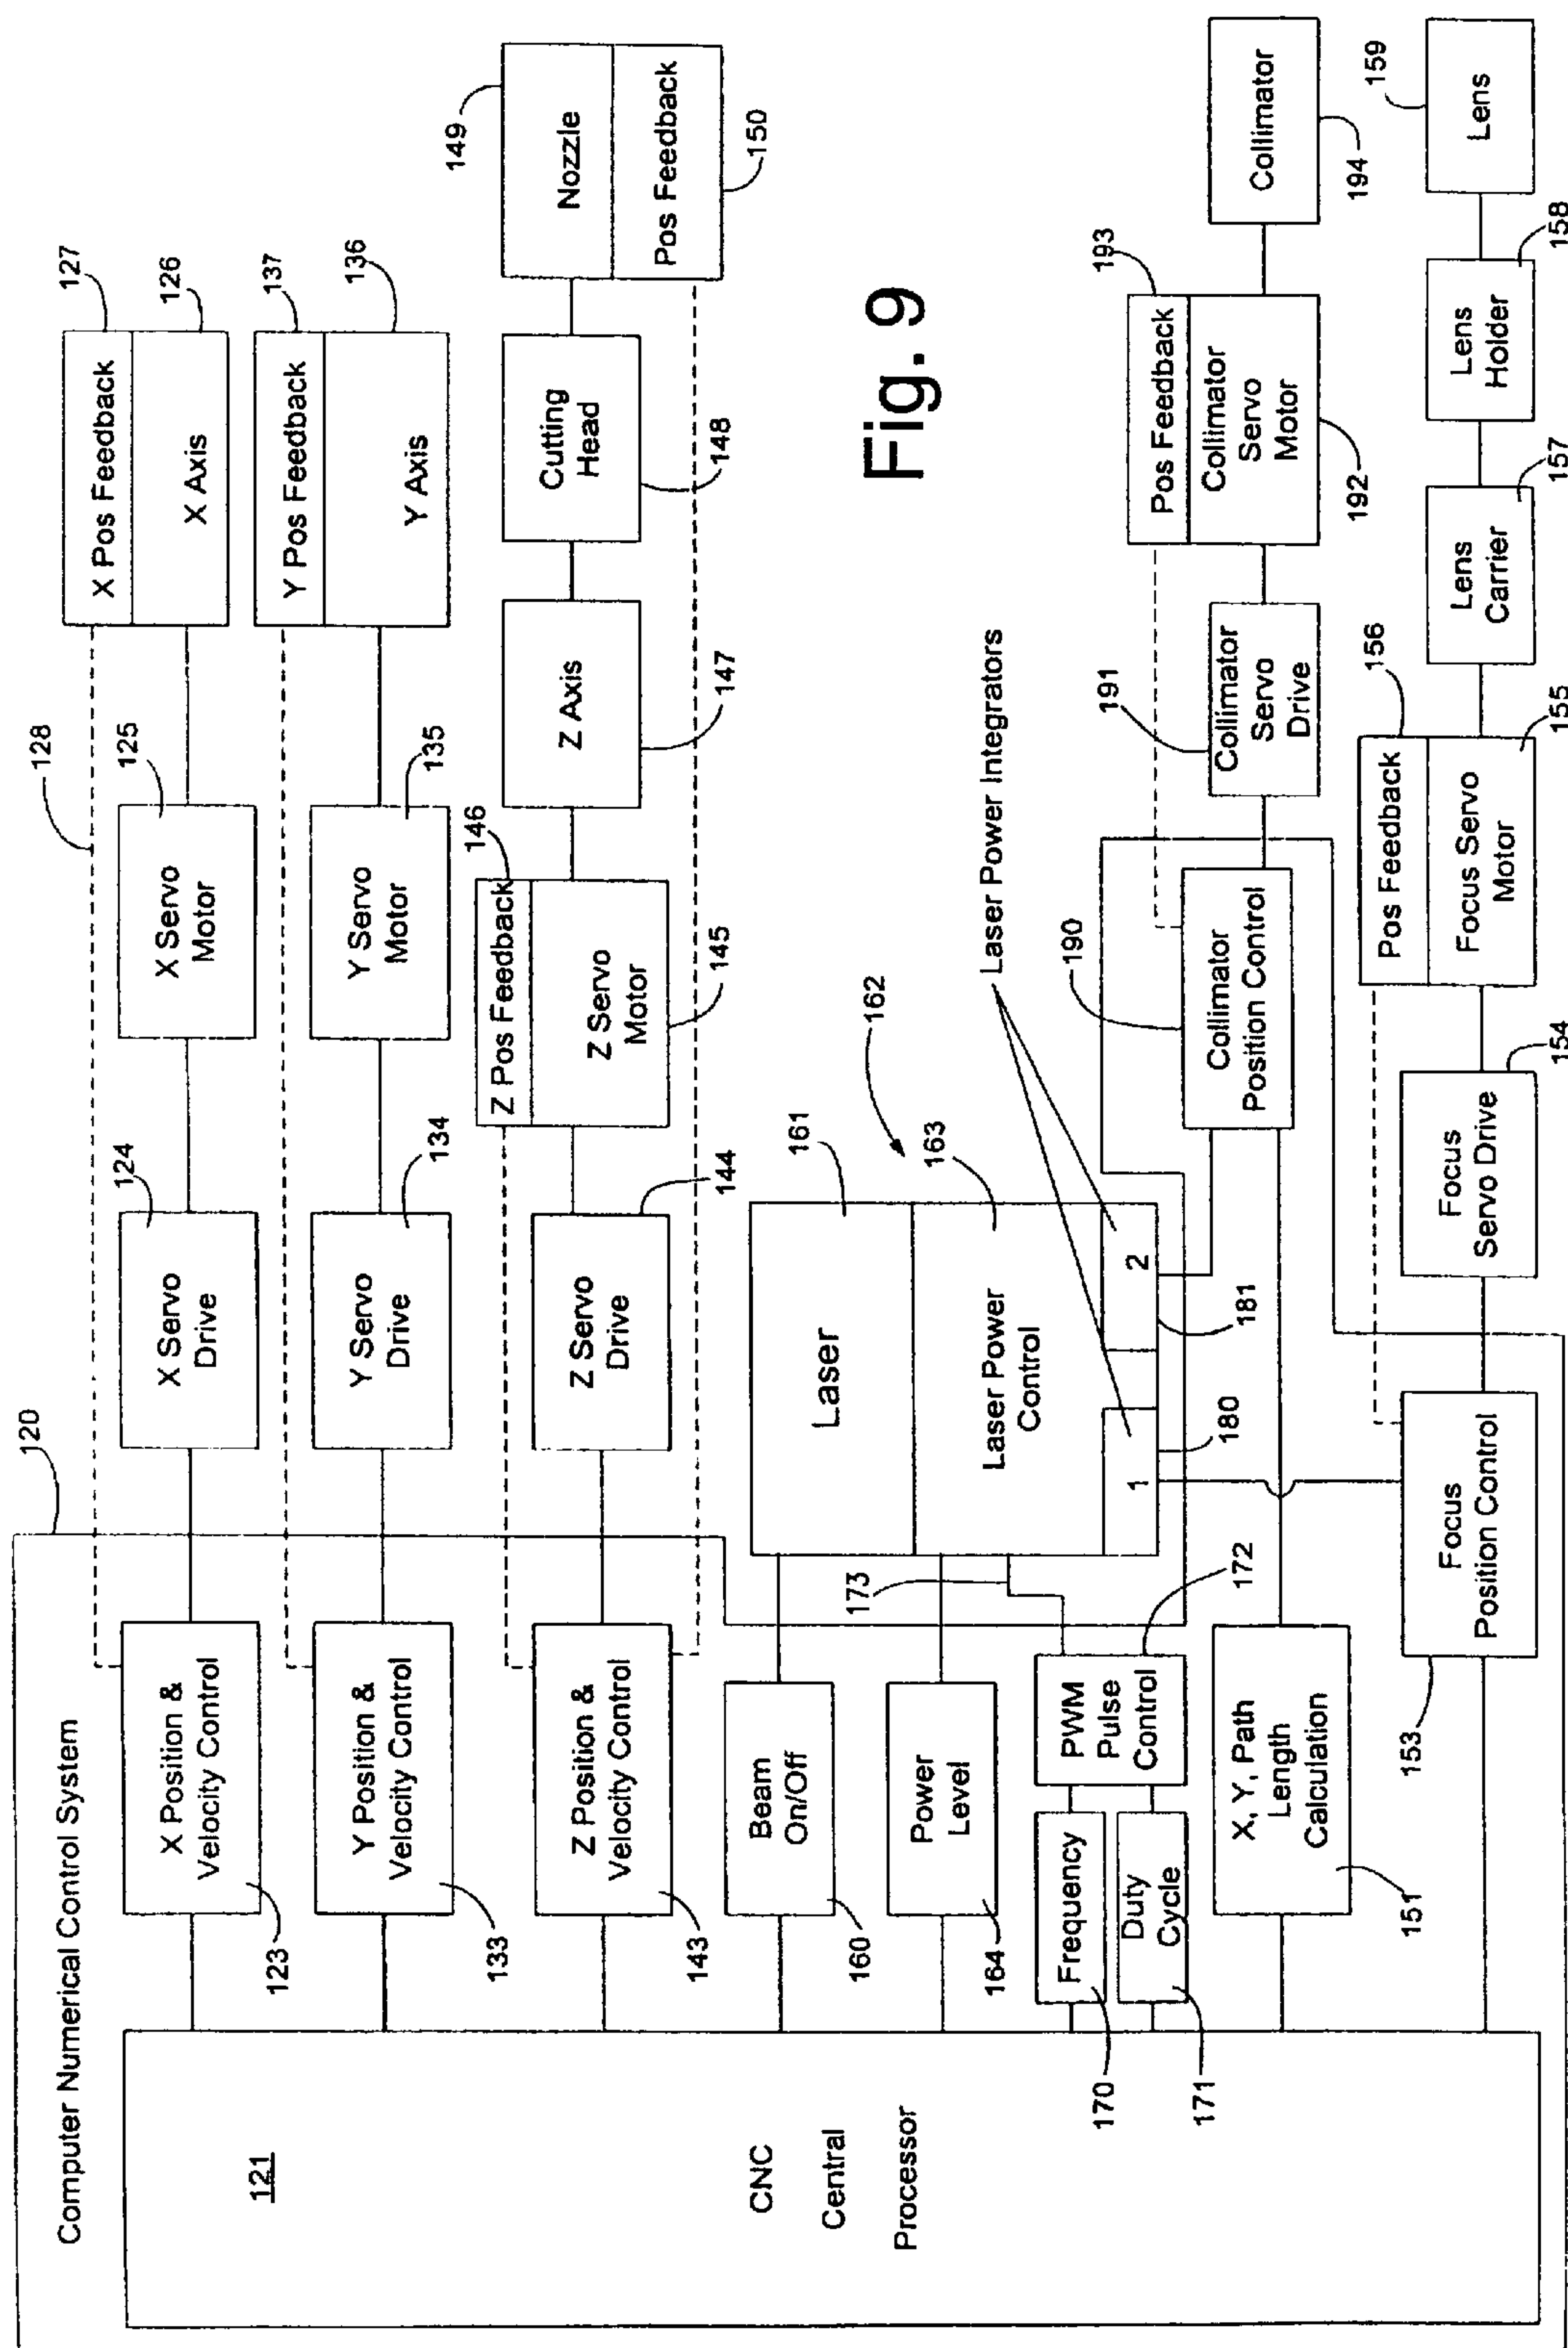 Computer Numerical Control System
120
121
CNC
Central
Processor
X Position &
Velocity Control
123
X Servo
Drive
124
X Servo
Motor
125
128
X Pos Feedback
127
X Axis
126
Y Position &
Velocity Control
133
Y Servo
Drive
134
Y Servo
Motor
135
Y Pos Feedback
137
Y Axis
136
Z Position &
Velocity Control
143
Z Servo
Drive
144
Z Pos Feedback
146
Z Servo
Motor
145
Z Axis
147
Cutting
Head
148
Nozzle
149
Pos Feedback
150
Beam
On/Off
160
Laser
161
162
Power
Level
164
Laser Power
Control
163
Laser Power Integrators
1
180
2
181
Frequency
170
Duty
Cycle
171
PWM
Pulse
Control
172
173
X, Y, Path
Length
Calculation
151
Collimator
Position Control
190
Collimator
Servo
Drive
191
Pos Feedback
193
Collimator
Servo
Motor
192
Collimator
194
Focus
Position Control
153
Focus
Servo Drive
154
Pos Feedback
156
Focus Servo
Motor
155
Lens
Carrier
157
Lens
Holder
158
Lens
159
Fig. 9